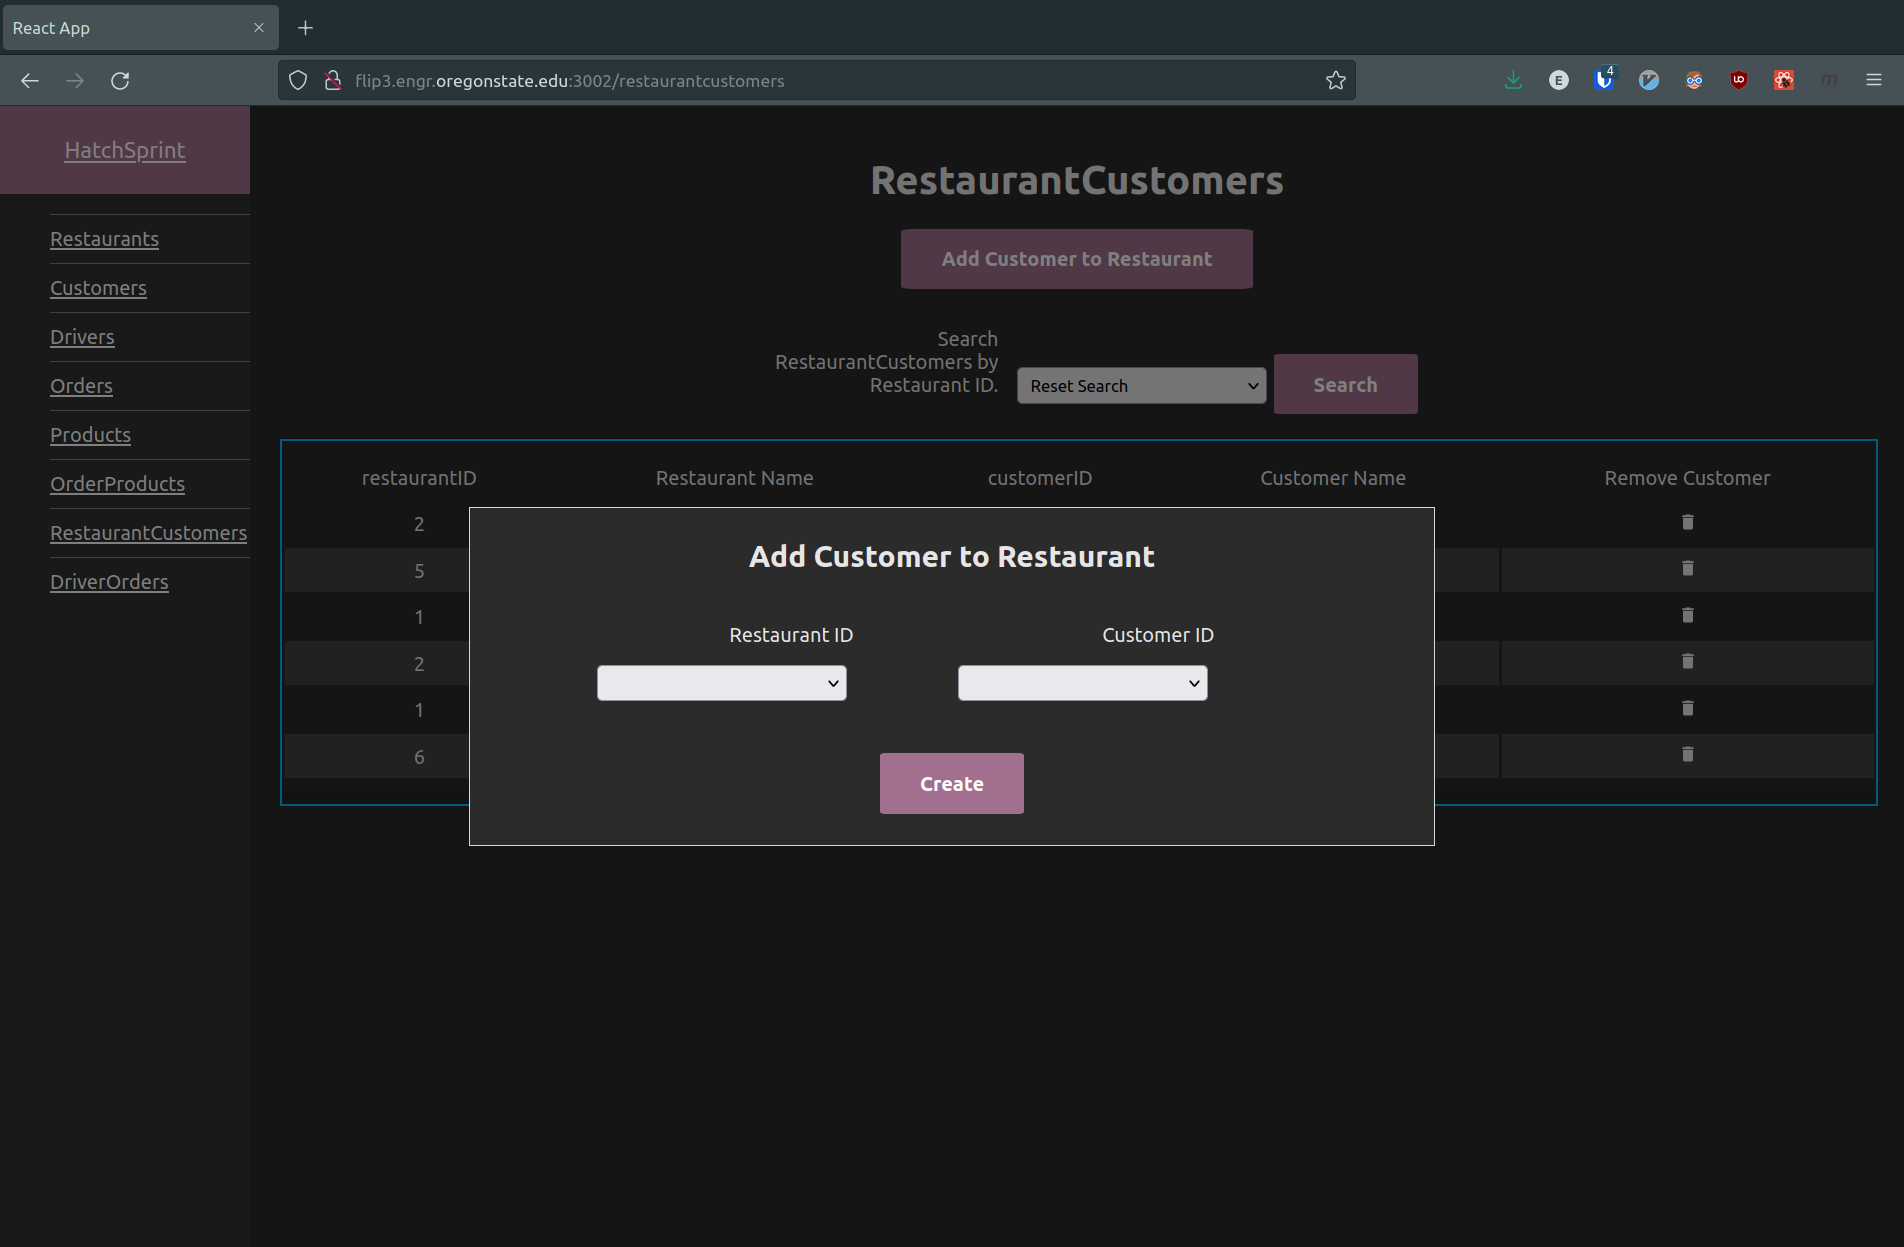 React App
flip3.engr.oregonstate.edu:3002/restaurantcustomers
E
4
m
HatchSprint
Restaurants
Customers
Drivers
Orders
Products
OrderProducts
RestaurantCustomers
DriverOrders
RestaurantCustomers
Add Customer to Restaurant
Search
RestaurantCustomers by
Restaurant ID.
Reset Search
Search
restaurantID Restaurant Name customerID Customer Name Remove Customer
2
5
1
2
1
6
Add Customer to Restaurant
Restaurant ID Customer ID
Create